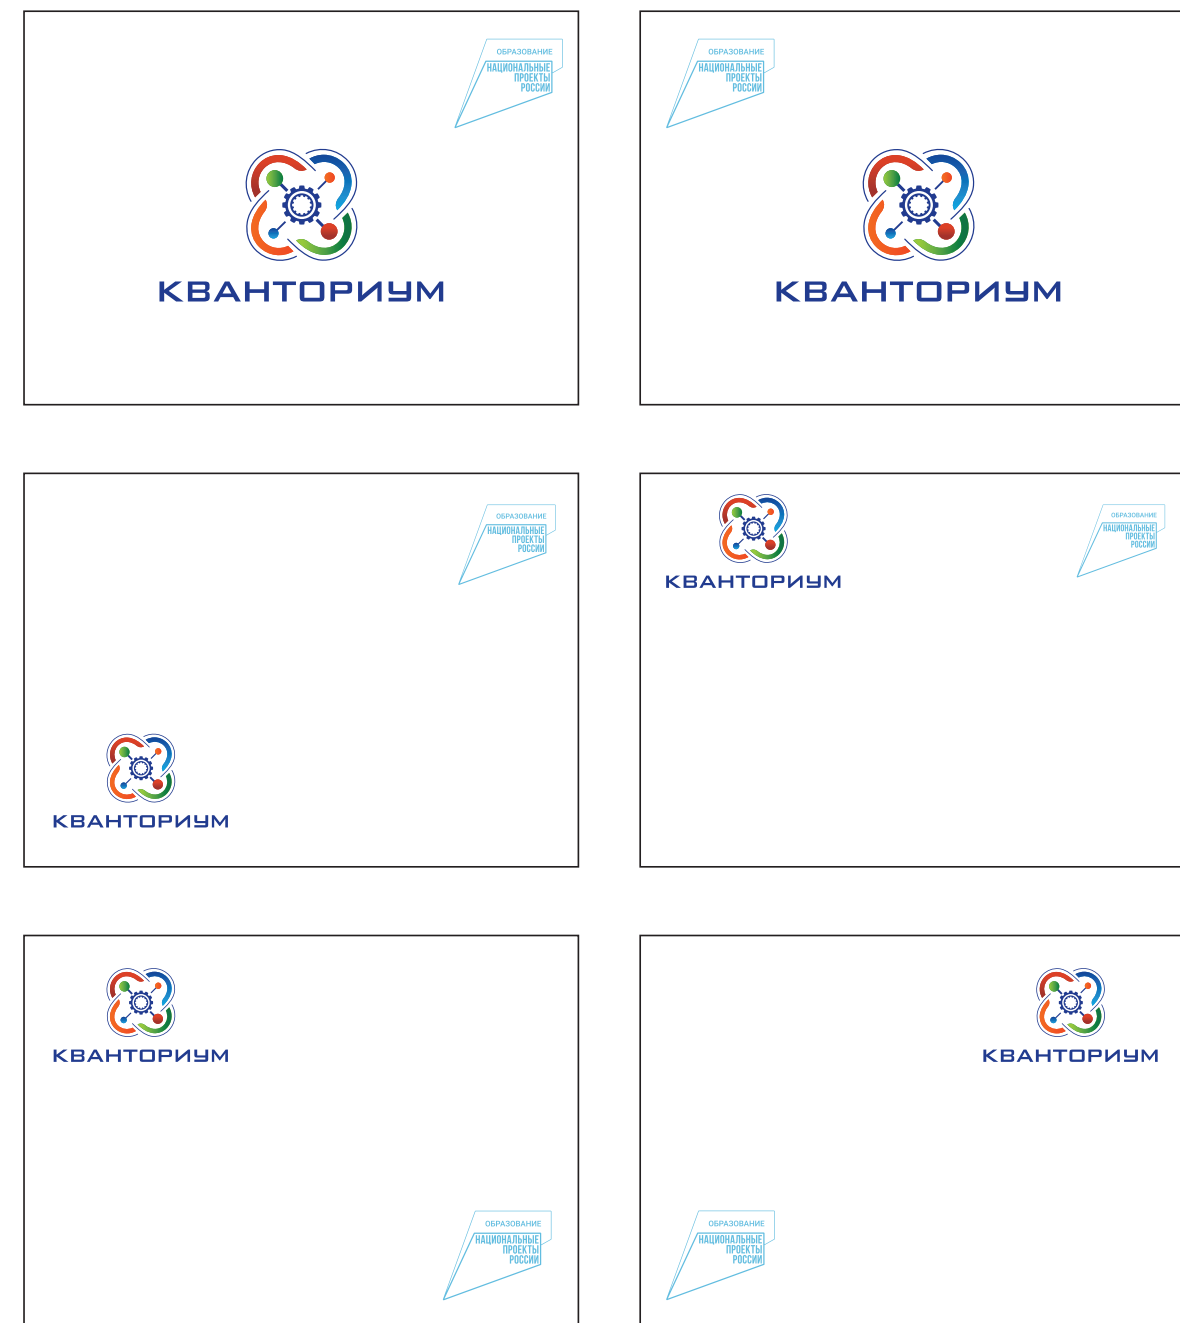 ОБРАЗОВАНИЕ
НАЦИОНАЛЬНЫЕ
ПРОЕКТЫ
РОССИИ
КВАНТОРИУМ
ОБРАЗОВАНИЕ
НАЦИОНАЛЬНЫЕ
ПРОЕКТЫ
РОССИИ
КВАНТОРИУМ
ОБРАЗОВАНИЕ
НАЦИОНАЛЬНЫЕ
ПРОЕКТЫ
РОССИИ
КВАНТОРИУМ
КВАНТОРИУМ
ОБРАЗОВАНИЕ
НАЦИОНАЛЬНЫЕ
ПРОЕКТЫ
РОССИИ
КВАНТОРИУМ
ОБРАЗОВАНИЕ
НАЦИОНАЛЬНЫЕ
ПРОЕКТЫ
РОССИИ
КВАНТОРИУМ
ОБРАЗОВАНИЕ
НАЦИОНАЛЬНЫЕ
ПРОЕКТЫ
РОССИИ